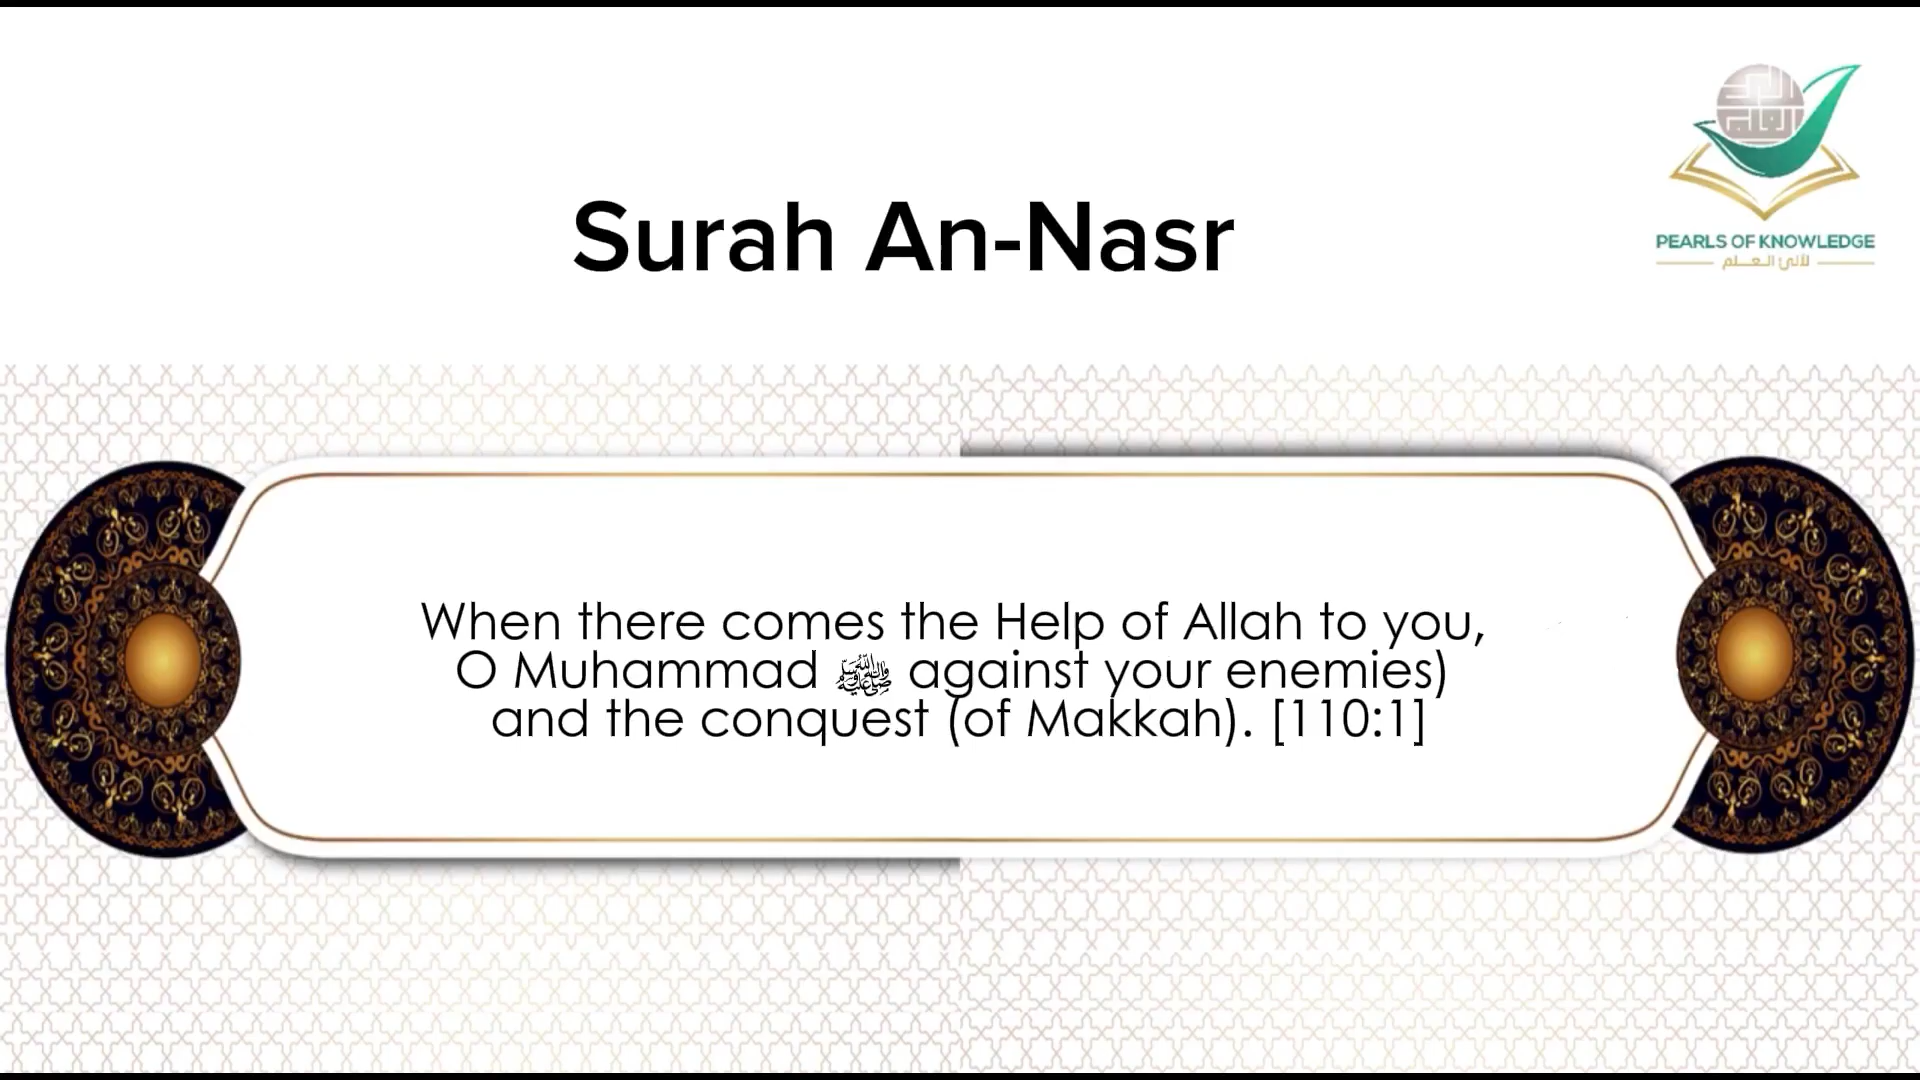 Surah An-Nasr
PEARLS OF KNOWLEDGE
لآلئ العلم
When there comes the Help of Allah to you,
O Muhammad ﷺ against your enemies)
and the conquest (of Makkah). [110:1]